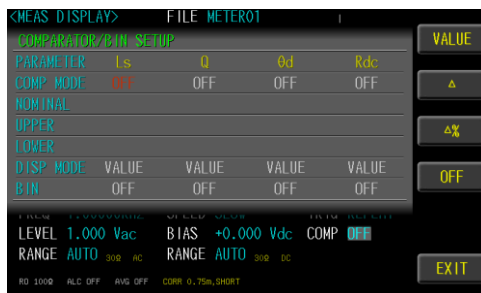 <MEAS DISPLAY> FILE METER01
COMPARATOR/BIN SETUP
PARAMETER Ls Q θd Rdc
COMP MODE OFF OFF OFF OFF
NOMINAL
UPPER
LOWER
DISP MODE VALUE VALUE VALUE VALUE
BIN OFF OFF OFF OFF
LEVEL 1.000 Vac BIAS +0.000 Vdc COMP OFF
RANGE AUTO 30Ω AC RANGE AUTO 30Ω DC
RO 100Ω ALC OFF AVG OFF CORR 0.75m,SHORT
VALUE
Δ
Δ%
OFF
EXIT